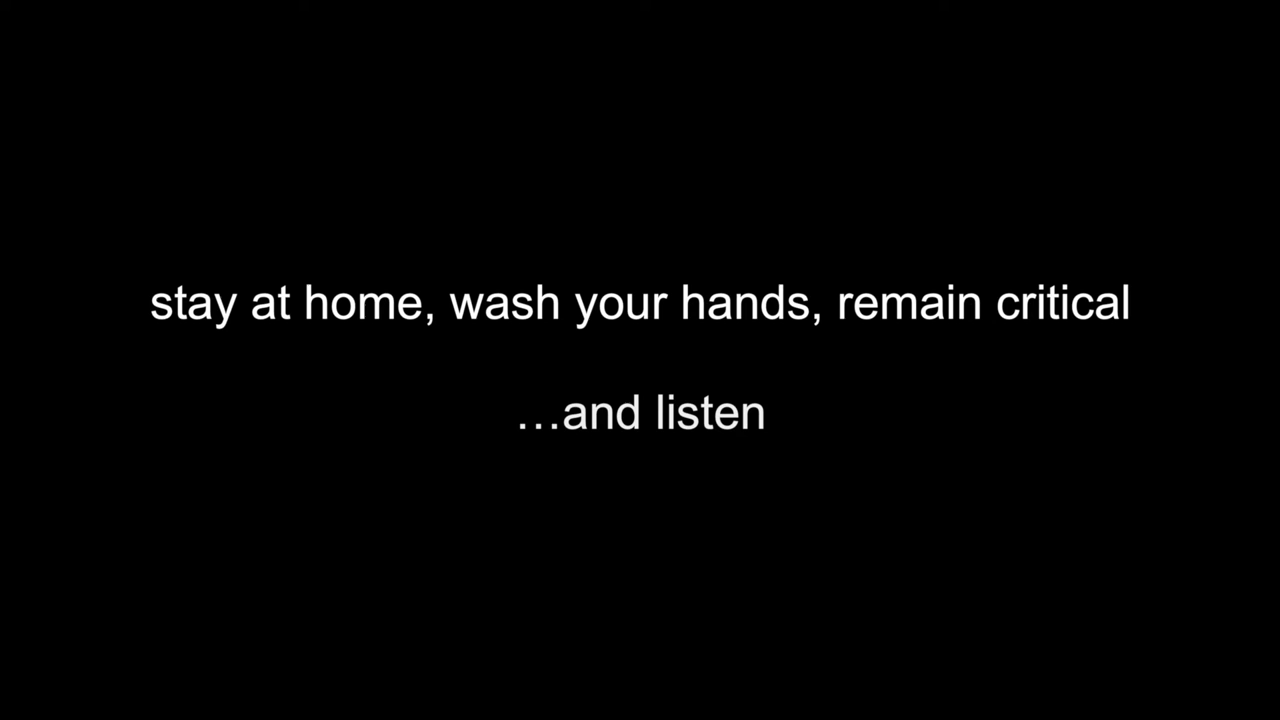 stay at home, wash your hands, remain critical
…and listen